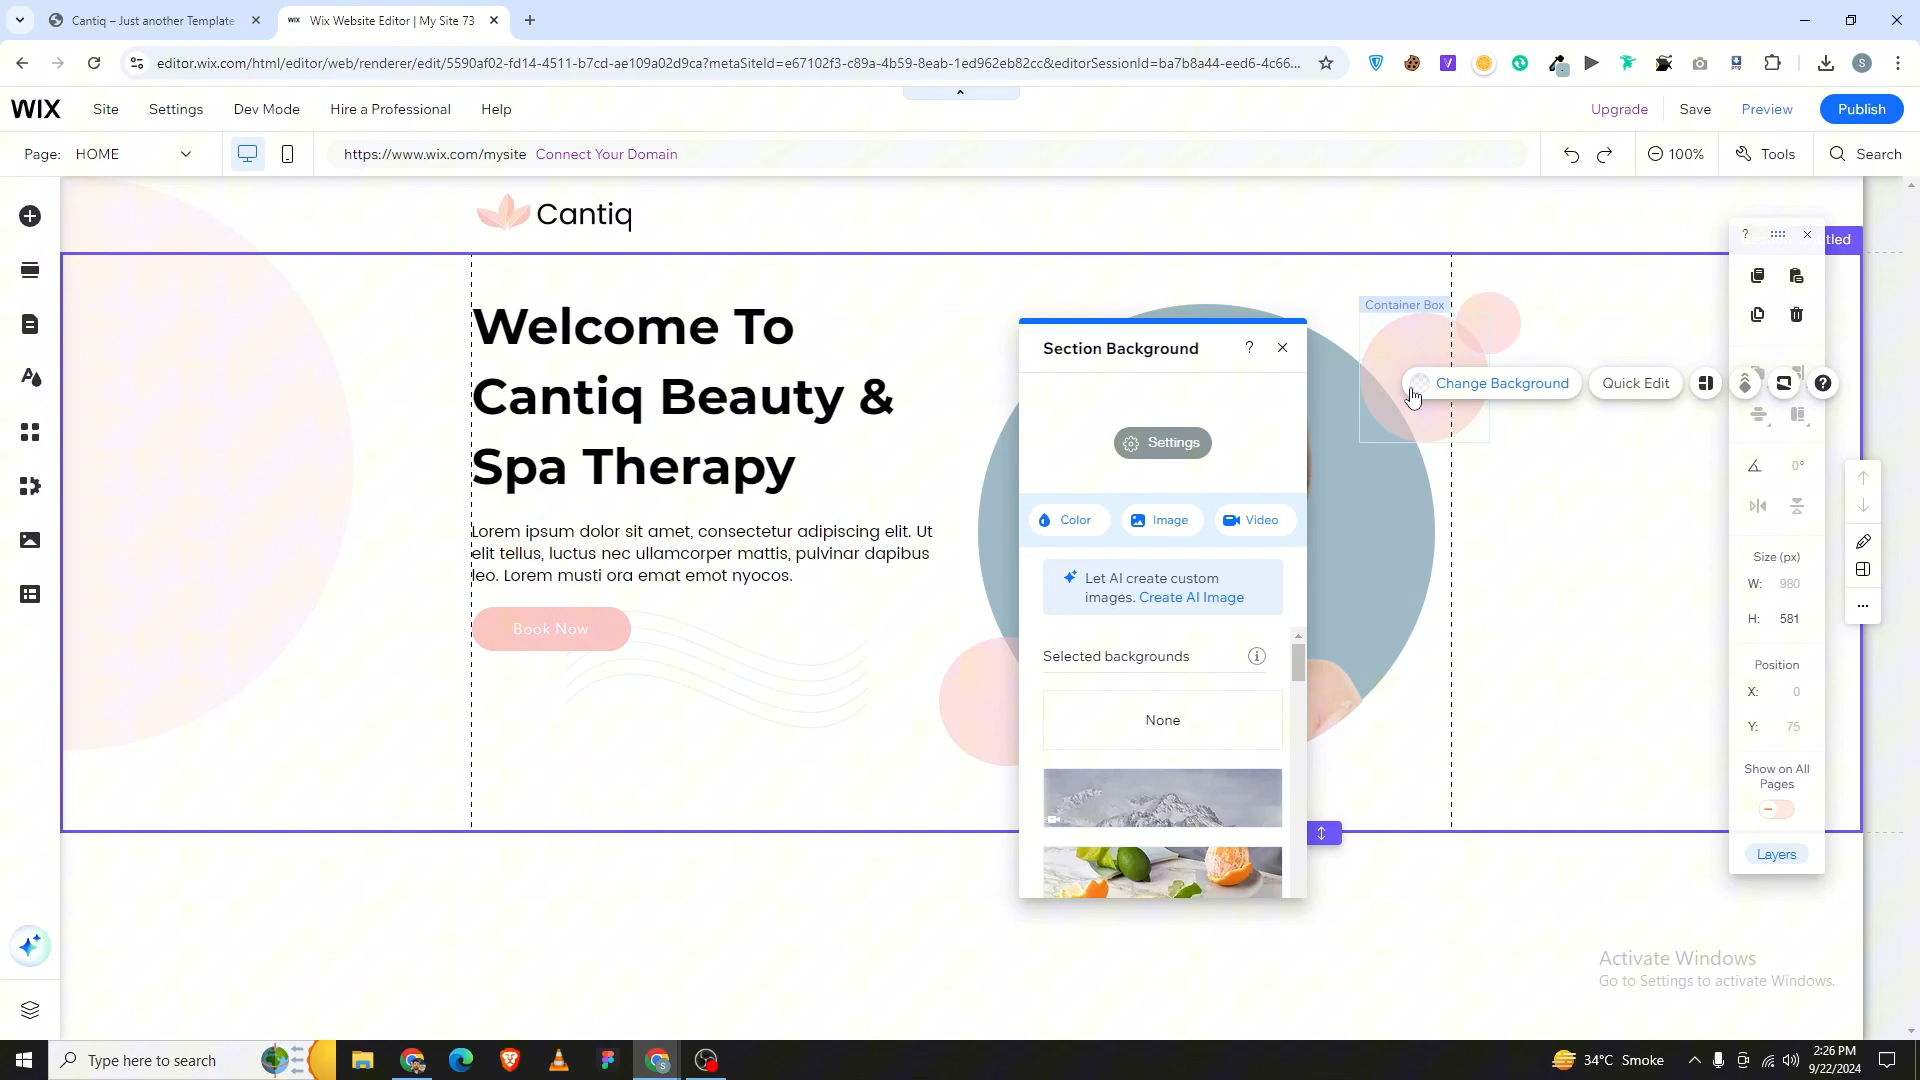 Cantiq – Just another Template
WIX Wix Website Editor | My Site 73
editor.wix.com/html/editor/web/renderer/edit/5590af02-fd14-4511-b7cd-ae109a02d9ca?metaSiteId=e67102f3-c89a-4b59-8eab-1ed962eb82cc&editorSessionId=ba7b8a44-eed6-4c66...
S
WIX Site Settings Dev Mode Hire a Professional Help Upgrade Save Preview Publish
Page: HOME https://www.wix.com/mysite Connect Your Domain 100% Tools Search
Cantiq
? tled
Container Box
Welcome To
Cantiq Beauty &
Spa Therapy
Section Background ?
Change Background Quick Edit ?
Settings
0°
Color Image Video
Lorem ipsum dolor sit amet, consectetur adipiscing elit. Ut
elit tellus, luctus nec ullamcorper mattis, pulvinar dapibus
leo. Lorem musti ora emat emot nyocos.
Book Now
Let AI create custom
images. Create AI Image
Selected backgrounds i
None
Size (px)
W: 980
H: 581
Position
X: 0
Y: 75
Show on All
Pages
Layers
Activate Windows
Go to Settings to activate Windows.
Type here to search
34°C Smoke
2:26 PM
9/22/2024